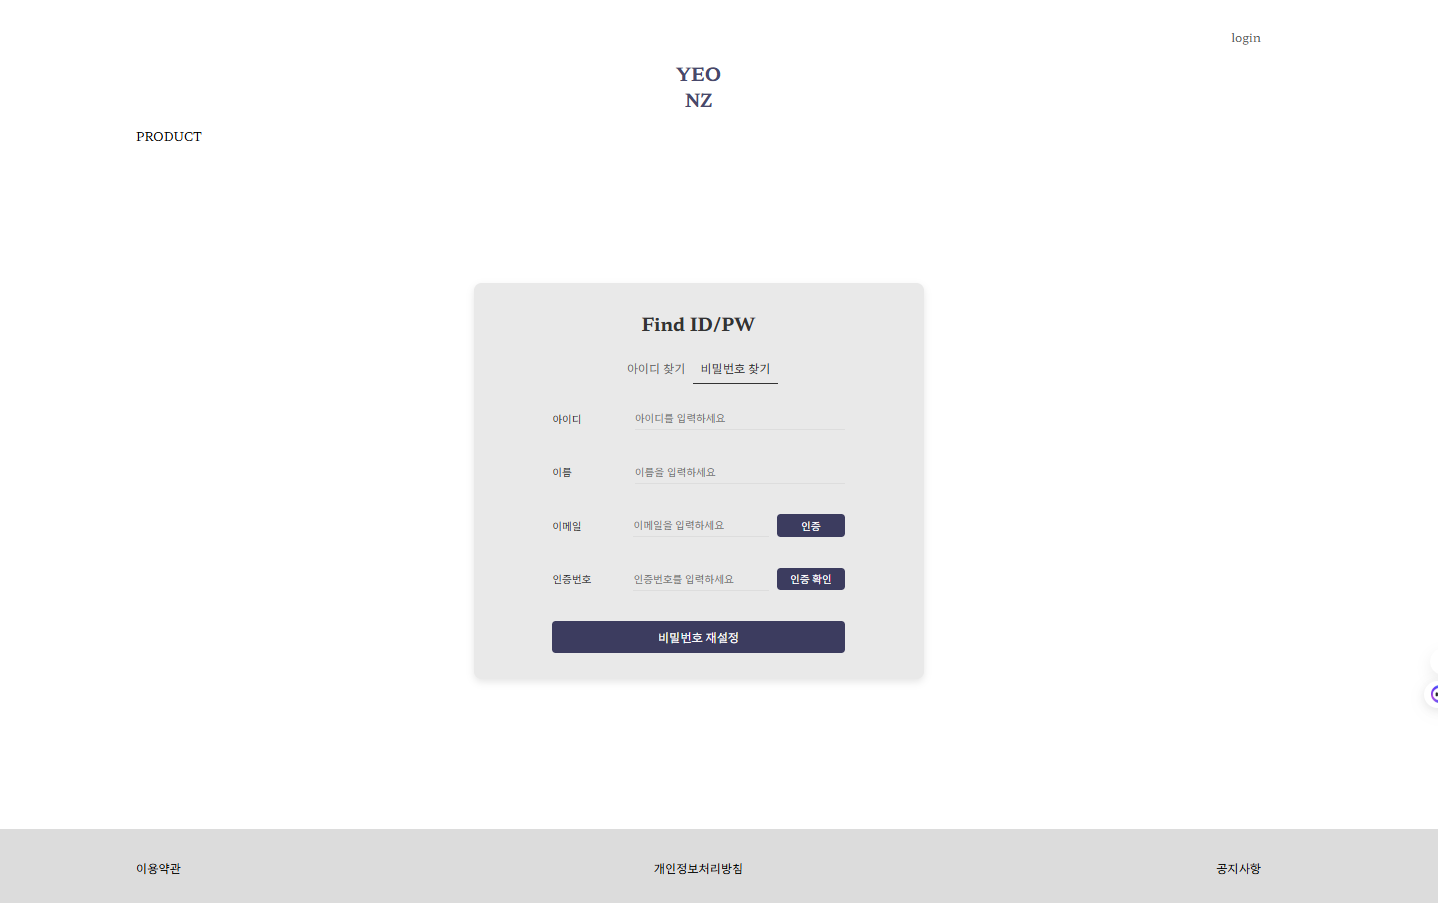 login
YEO
NZ
PRODUCT
Find ID/PW
아이디 찾기 비밀번호 찾기
아이디 아이디를 입력하세요
이름 이름을 입력하세요
이메일 이메일을 입력하세요 인증
인증번호 인증번호를 입력하세요 인증 확인
비밀번호 재설정
이용약관 개인정보처리방침 공지사항